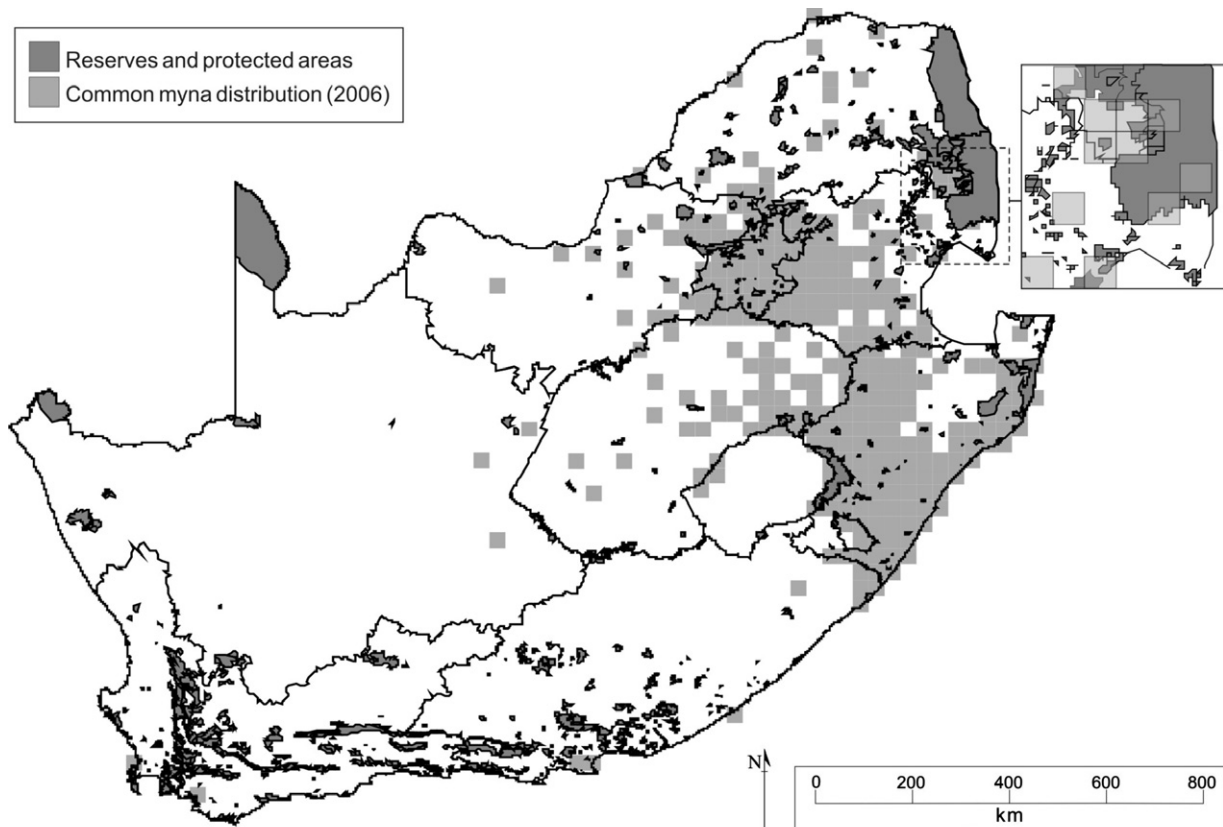 Reserves and protected areas
Common myna distribution (2006)
N
0 200 400 600 800
km